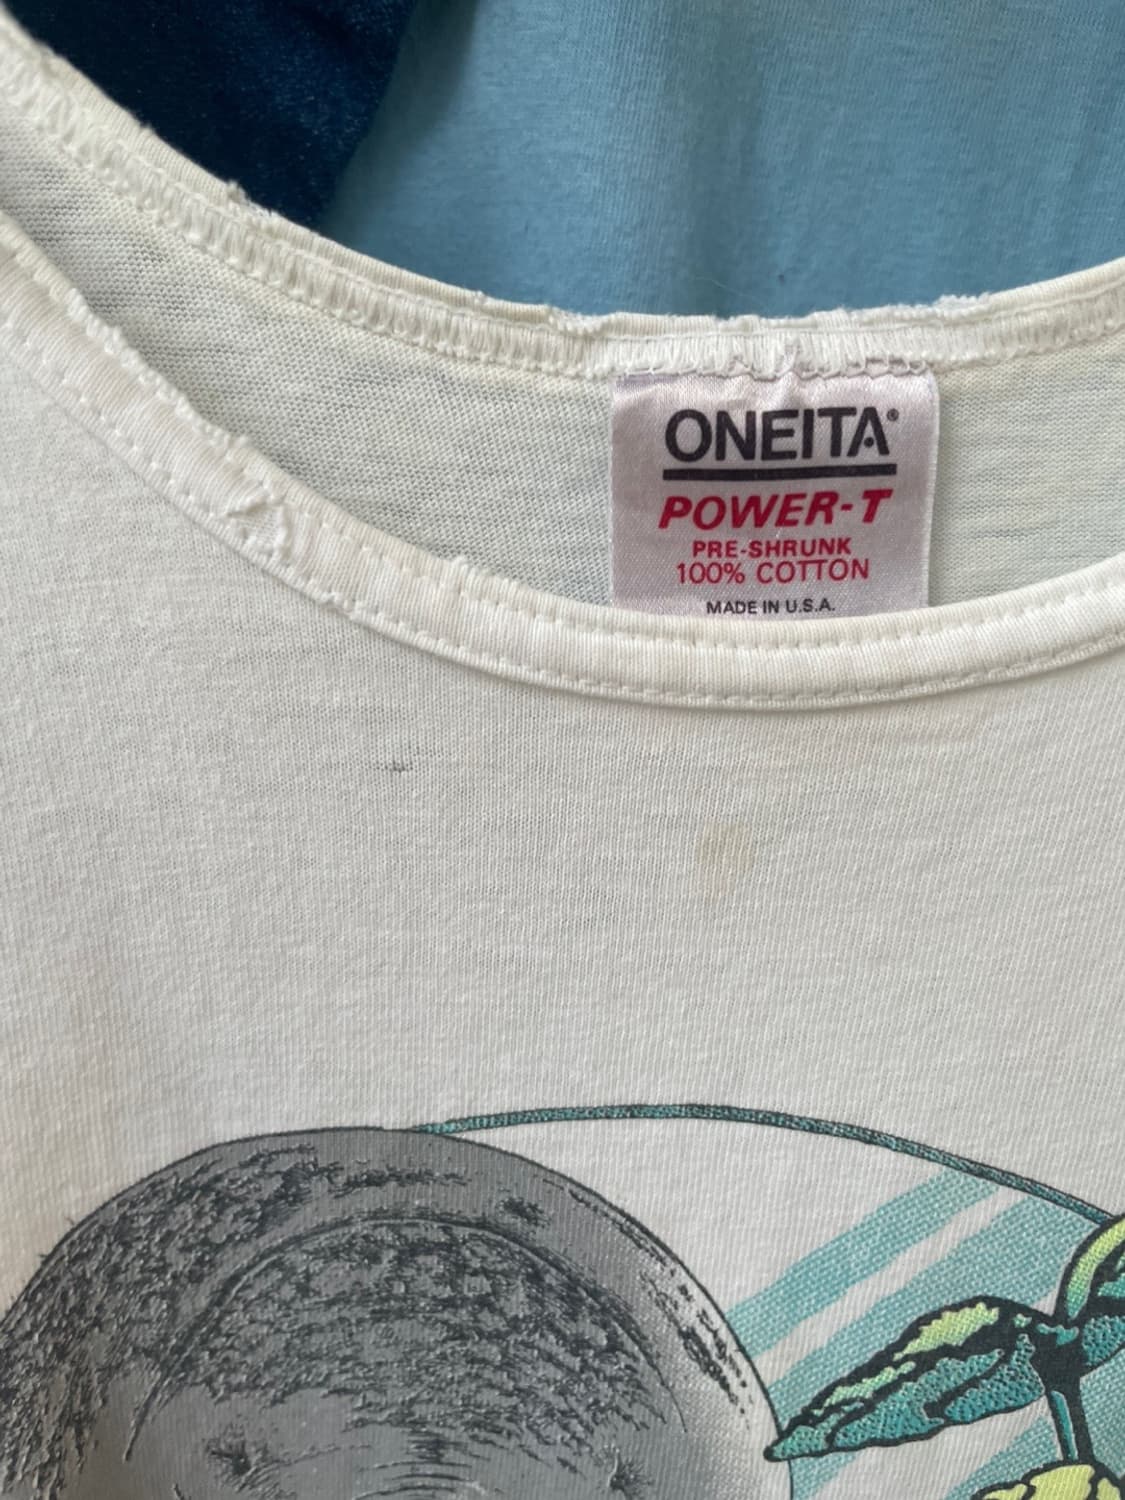 ONEITA®
POWER-T
PRE-SHRUNK
100% COTTON
MADE IN U.S.A.